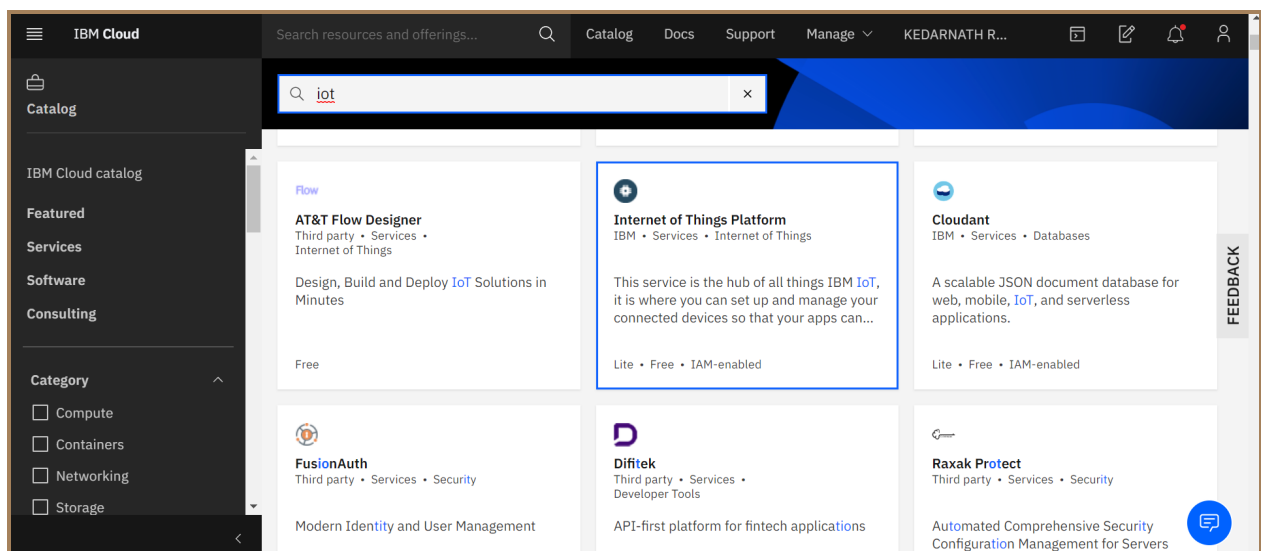 IBM Cloud
Search resources and offerings...
Catalog
Docs
Support
Manage
KEDARNATH R...
Catalog
IBM Cloud catalog
Featured
Services
Software
Consulting
Category
Compute
Containers
Networking
Storage
iot
Flow
AT&T Flow Designer
Third party • Services •
Internet of Things
Design, Build and Deploy IoT Solutions in
Minutes
Free
Internet of Things Platform
IBM • Services • Internet of Things
This service is the hub of all things IBM IoT,
it is where you can set up and manage your
connected devices so that your apps can...
Lite • Free • IAM-enabled
Cloudant
IBM • Services • Databases
A scalable JSON document database for
web, mobile, IoT, and serverless
applications.
Lite • Free • IAM-enabled
FusionAuth
Third party • Services • Security
Modern Identity and User Management
Difitek
Third party • Services •
Developer Tools
API-first platform for fintech applications
Raxak Protect
Third party • Services • Security
Automated Comprehensive Security
Configuration Management for Servers
FEEDBACK